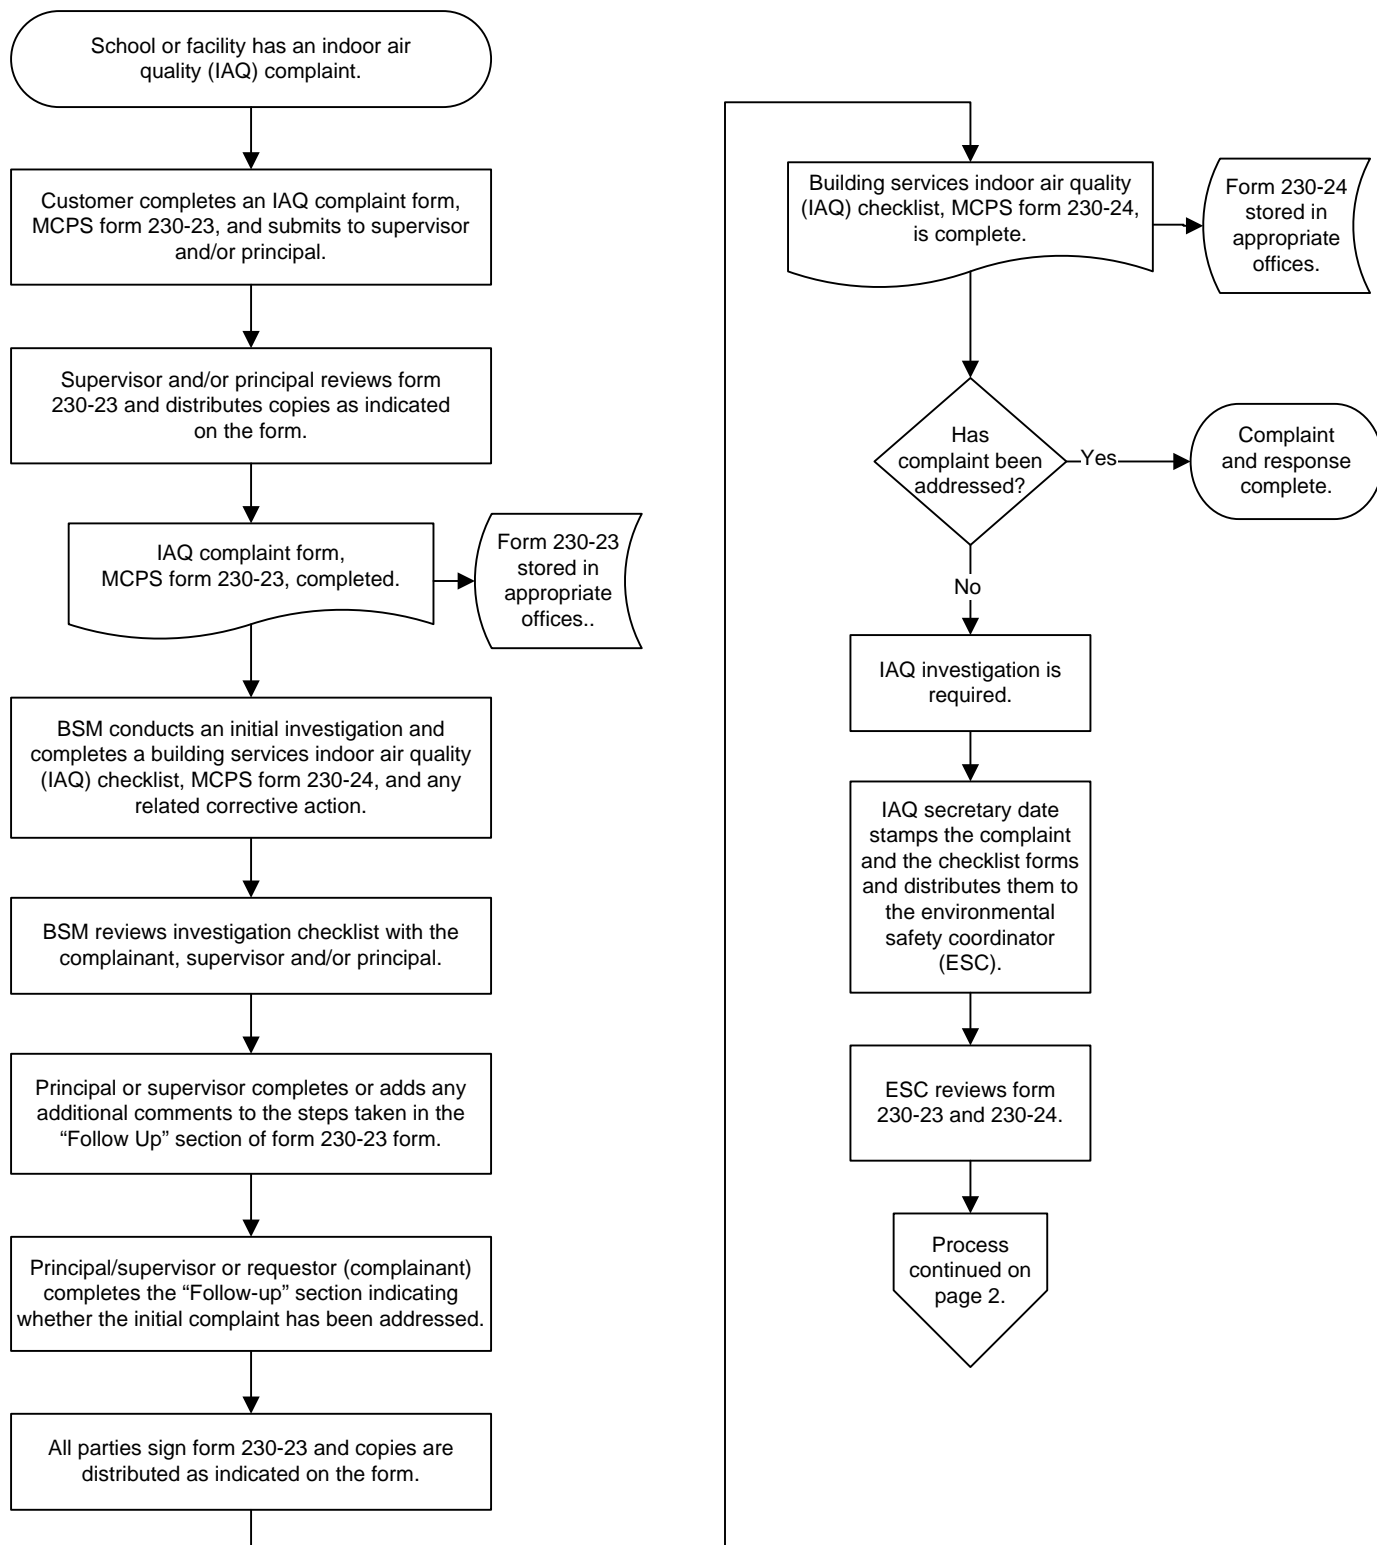 School or facility has an indoor air
quality (IAQ) complaint.
Customer completes an IAQ complaint form,
MCPS form 230-23, and submits to supervisor
and/or principal.
Supervisor and/or principal reviews form
230-23 and distributes copies as indicated
on the form.
IAQ complaint form,
MCPS form 230-23, completed.
Form 230-23
stored in
appropriate
offices..
BSM conducts an initial investigation and
completes a building services indoor air quality
(IAQ) checklist, MCPS form 230-24, and any
related corrective action.
BSM reviews investigation checklist with the
complainant, supervisor and/or principal.
Principal or supervisor completes or adds any
additional comments to the steps taken in the
“Follow Up” section of form 230-23 form.
Principal/supervisor or requestor (complainant)
completes the “Follow-up” section indicating
whether the initial complaint has been addressed.
All parties sign form 230-23 and copies are
distributed as indicated on the form.
Building services indoor air quality
(IAQ) checklist, MCPS form 230-24,
is complete.
Form 230-24
stored in
appropriate
offices.
Has
complaint been
addressed?
Yes
Complaint
and response
complete.
No
IAQ investigation is
required.
IAQ secretary date
stamps the complaint
and the checklist forms
and distributes them to
the environmental
safety coordinator
(ESC).
ESC reviews form
230-23 and 230-24.
Process
continued on
page 2.